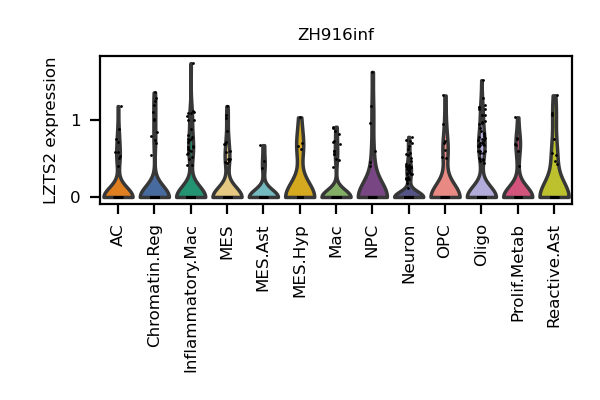 ZH916inf
LZTS2 expression
1
0
AC
Chromatin.Reg
Inflammatory.Mac
MES
MES.Ast
MES.Hyp
Mac
NPC
Neuron
OPC
Oligo
Prolif.Metab
Reactive.Ast